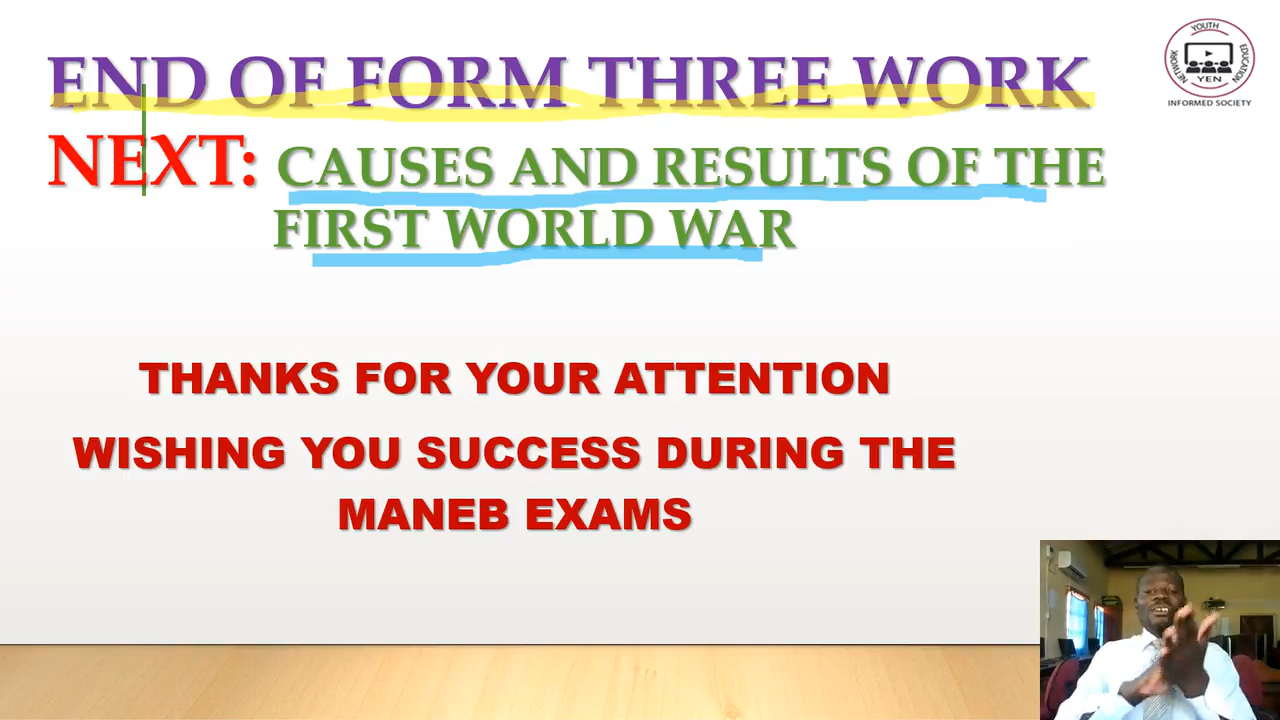 END OF FORM THREE WORK
NEXT: CAUSES AND RESULTS OF THE
FIRST WORLD WAR
THANKS FOR YOUR ATTENTION
WISHING YOU SUCCESS DURING THE
MANEB EXAMS
YOUTH
EDUCATION
NETWORK
YEN
INFORMED SOCIETY